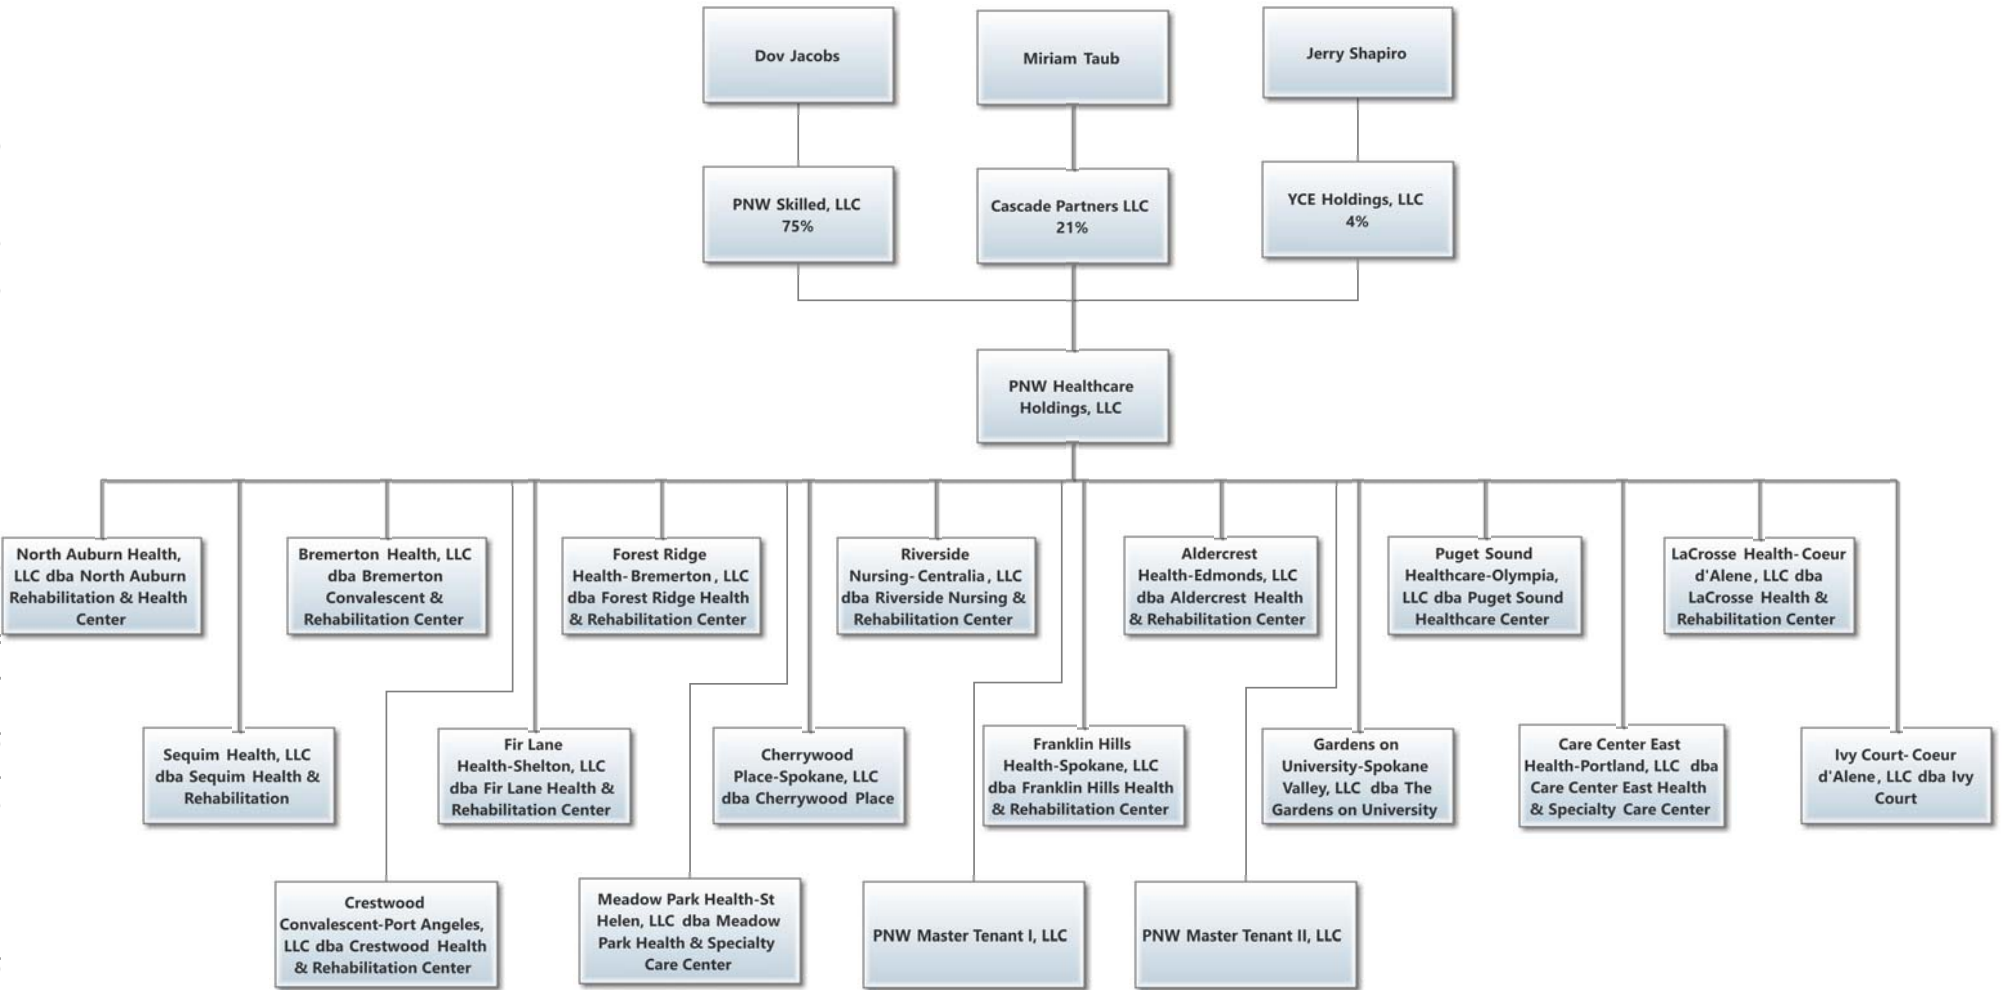 Dov Jacobs
Miriam Taub
Jerry Shapiro
PNW Skilled, LLC
75%
Cascade Partners LLC
21%
YCE Holdings, LLC
4%
PNW Healthcare
Holdings, LLC
North Auburn Health,
LLC dba North Auburn
Rehabilitation & Health
Center
Bremerton Health, LLC
dba Bremerton
Convalescent &
Rehabilitation Center
Forest Ridge
Health-Bremerton, LLC
dba Forest Ridge Health
& Rehabilitation Center
Riverside
Nursing-Centralia, LLC
dba Riverside Nursing &
Rehabilitation Center
Aldercrest
Health-Edmonds, LLC
dba Aldercrest Health
& Rehabilitation Center
Puget Sound
Healthcare-Olympia,
LLC dba Puget Sound
Healthcare Center
LaCrosse Health-Coeur
d'Alene, LLC dba
LaCrosse Health &
Rehabilitation Center
Sequim Health, LLC
dba Sequim Health &
Rehabilitation
Fir Lane
Health-Shelton, LLC
dba Fir Lane Health &
Rehabilitation Center
Cherrywood
Place-Spokane, LLC
dba Cherrywood Place
Franklin Hills
Health-Spokane, LLC
dba Franklin Hills Health
& Rehabilitation Center
Gardens on
University-Spokane
Valley, LLC dba The
Gardens on University
Care Center East
Health-Portland, LLC dba
Care Center East Health
& Specialty Care Center
Ivy Court-Coeur
d'Alene, LLC dba Ivy
Court
Crestwood
Convalescent-Port Angeles,
LLC dba Crestwood Health
& Rehabilitation Center
Meadow Park Health-St
Helen, LLC dba Meadow
Park Health & Specialty
Care Center
PNW Master Tenant I, LLC
PNW Master Tenant II, LLC